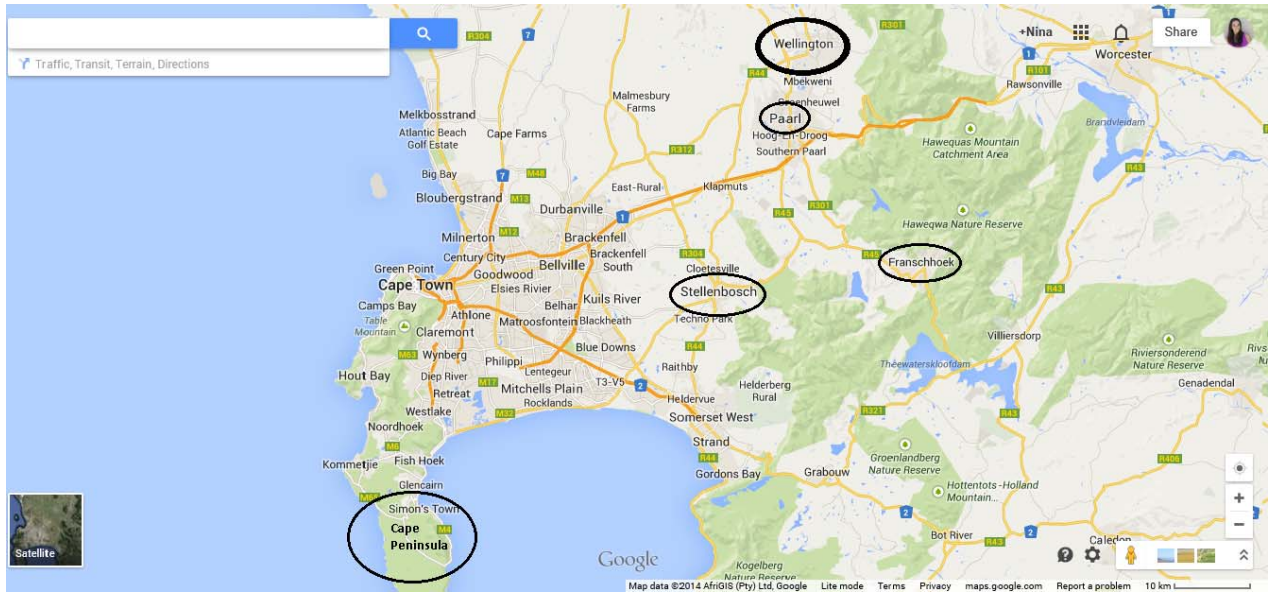 R304
7
Wellington
R301
+Nina
Share
1
Worcester
Traffic, Transit, Terrain, Directions
R44
Mbekweni
R101
Rawsonville
Malmesbury
Farms
Groenheuwel
Melkbosstrand
Paarl
Brandvleidam
Atlantic Beach
Golf Estate
Cape Farms
Hoog-En-Droog
Hawequas Mountain
Catchment Area
R312
Southern Paarl
R43
Big Bay
7
M48
East-Rural
Klapmuts
Bloubergstrand
M13
Durbanville
1
R45
R301
Haweqwa Nature Reserve
Milnerton
M12
Brackenfell
Century City
Brackenfell
South
R304
R45
Franschhoek
Green Point
Goodwood
Bellville
Cloetesville
Cape Town
Elsies Rivier
Stellenbosch
R43
Camps Bay
Belhar
Kuils River
Table
Mountain
Athlone
Matroosfontein
Blackheath
Techno Park
Claremont
Villiersdorp
M63
Wynberg
Philippi
Blue Downs
R44
Riviersonderend
Nature Reserve
Hout Bay
Diep River
Lentegeur
Raithby
Theewaterskloofdam
M17
Mitchells Plain
T3-V5
2
Helderberg
Rural
Genadendal
Retreat
Rocklands
Heldervue
Westlake
M32
Somerset West
R321
R43
Noordhoek
Strand
M6
Groenlandberg
Nature Reserve
R406
Kommetjie
Fish Hoek
R44
Gordons Bay
Grabouw
Glencairn
Hottentots-Holland
Mountain...
M65
Simon's Town
2
Cape
Peninsula
M4
2
Satellite
Bot River
R43
Caledon
Google
Kogelberg
Nature Reserve
Map data ©2014 AfriGIS (Pty) Ltd, Google
Lite mode
Terms
Privacy
maps.google.com
Report a problem
10 km